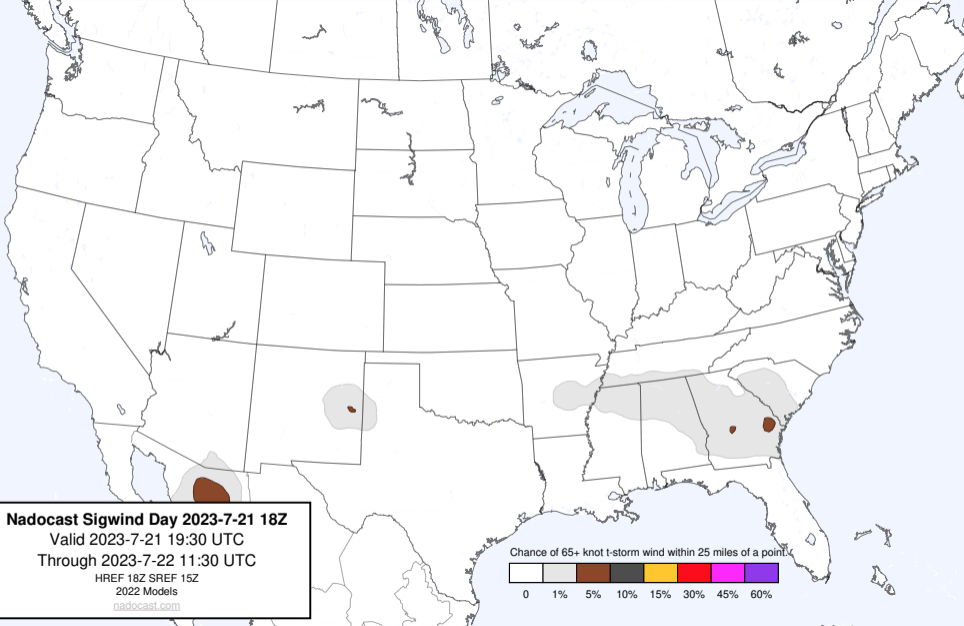 Nadocast Sigwind Day 2023-7-21 18Z
Valid 2023-7-21 19:30 UTC
Through 2023-7-22 11:30 UTC
HREF 18Z SREF 15Z
2022 Models
nadocast.com
Chance of 65+ knot t-storm wind within 25 miles of a point.
0 1% 5% 10% 15% 30% 45% 60%